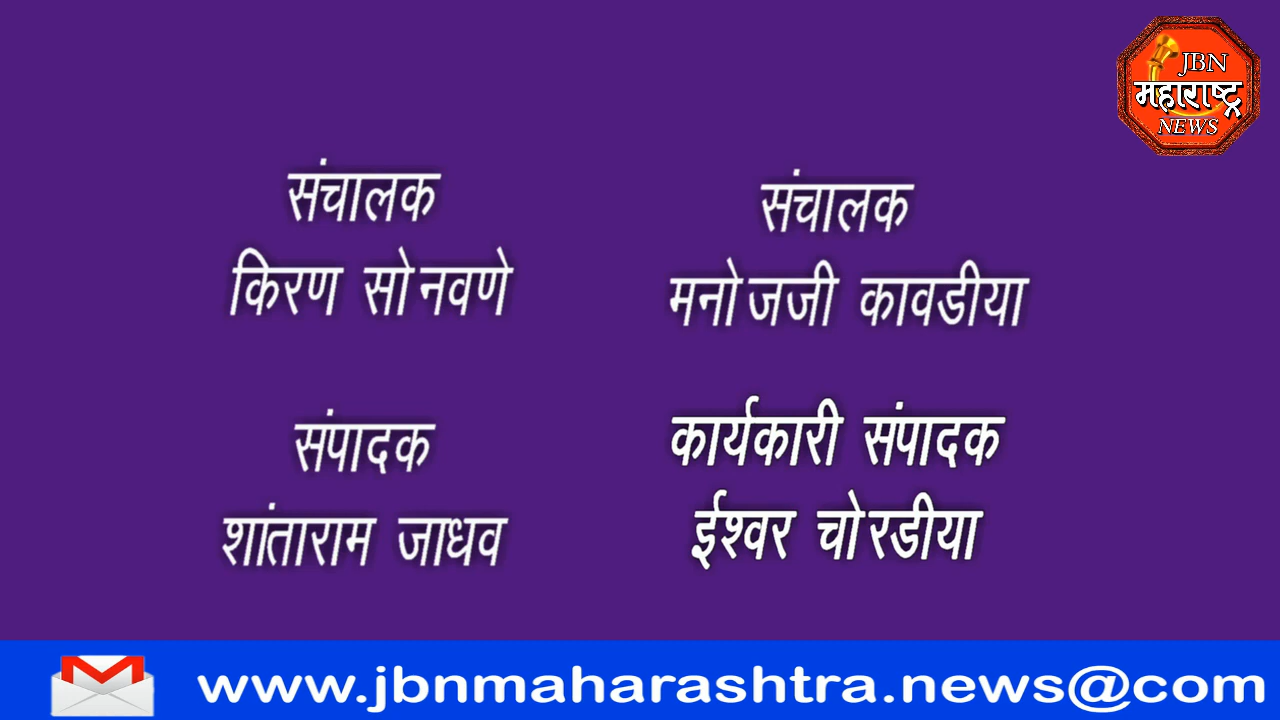 JBN
महाराष्ट्र
NEWS
संचालक
किरण सोनवणे
संचालक
मनोजजी कावडीया
संपादक
शांताराम जाधव
कार्यकारी संपादक
ईश्वर चोरडीया
www.jbnmaharashtra.news@com